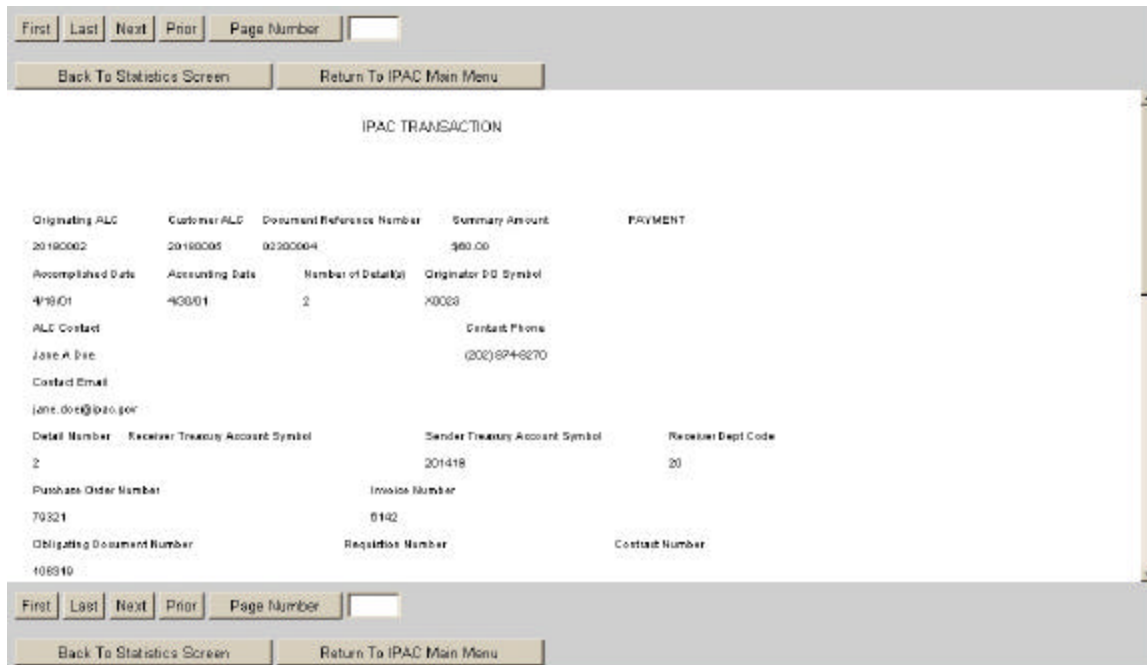 First Last Next Prior Page Number
Back To Statistics Screen Return To IPAC Main Menu
IPAC TRANSACTION
Originating ALC Customer ALC Document Reference Number Summary Amount PAYMENT
20180002 20180005 02300004 $60.00
Accomplished Date Accounting Date Number of Detail(s) Originator DO Symbol
4/18/01 4/30/01 2 X0023
ALC Contact Contact Phone
Jane A Doe (202) 874-8270
Contact Email
jane.doe@ipac.gov
Detail Number Receiver Treasury Account Symbol Sender Treasury Account Symbol Receiver Dept Code
2 201418 20
Purchase Order Number Invoice Number
79321 6142
Obligating Document Number Requisition Number Contract Number
First Last Next Prior Page Number
Back To Statistics Screen Return To IPAC Main Menu